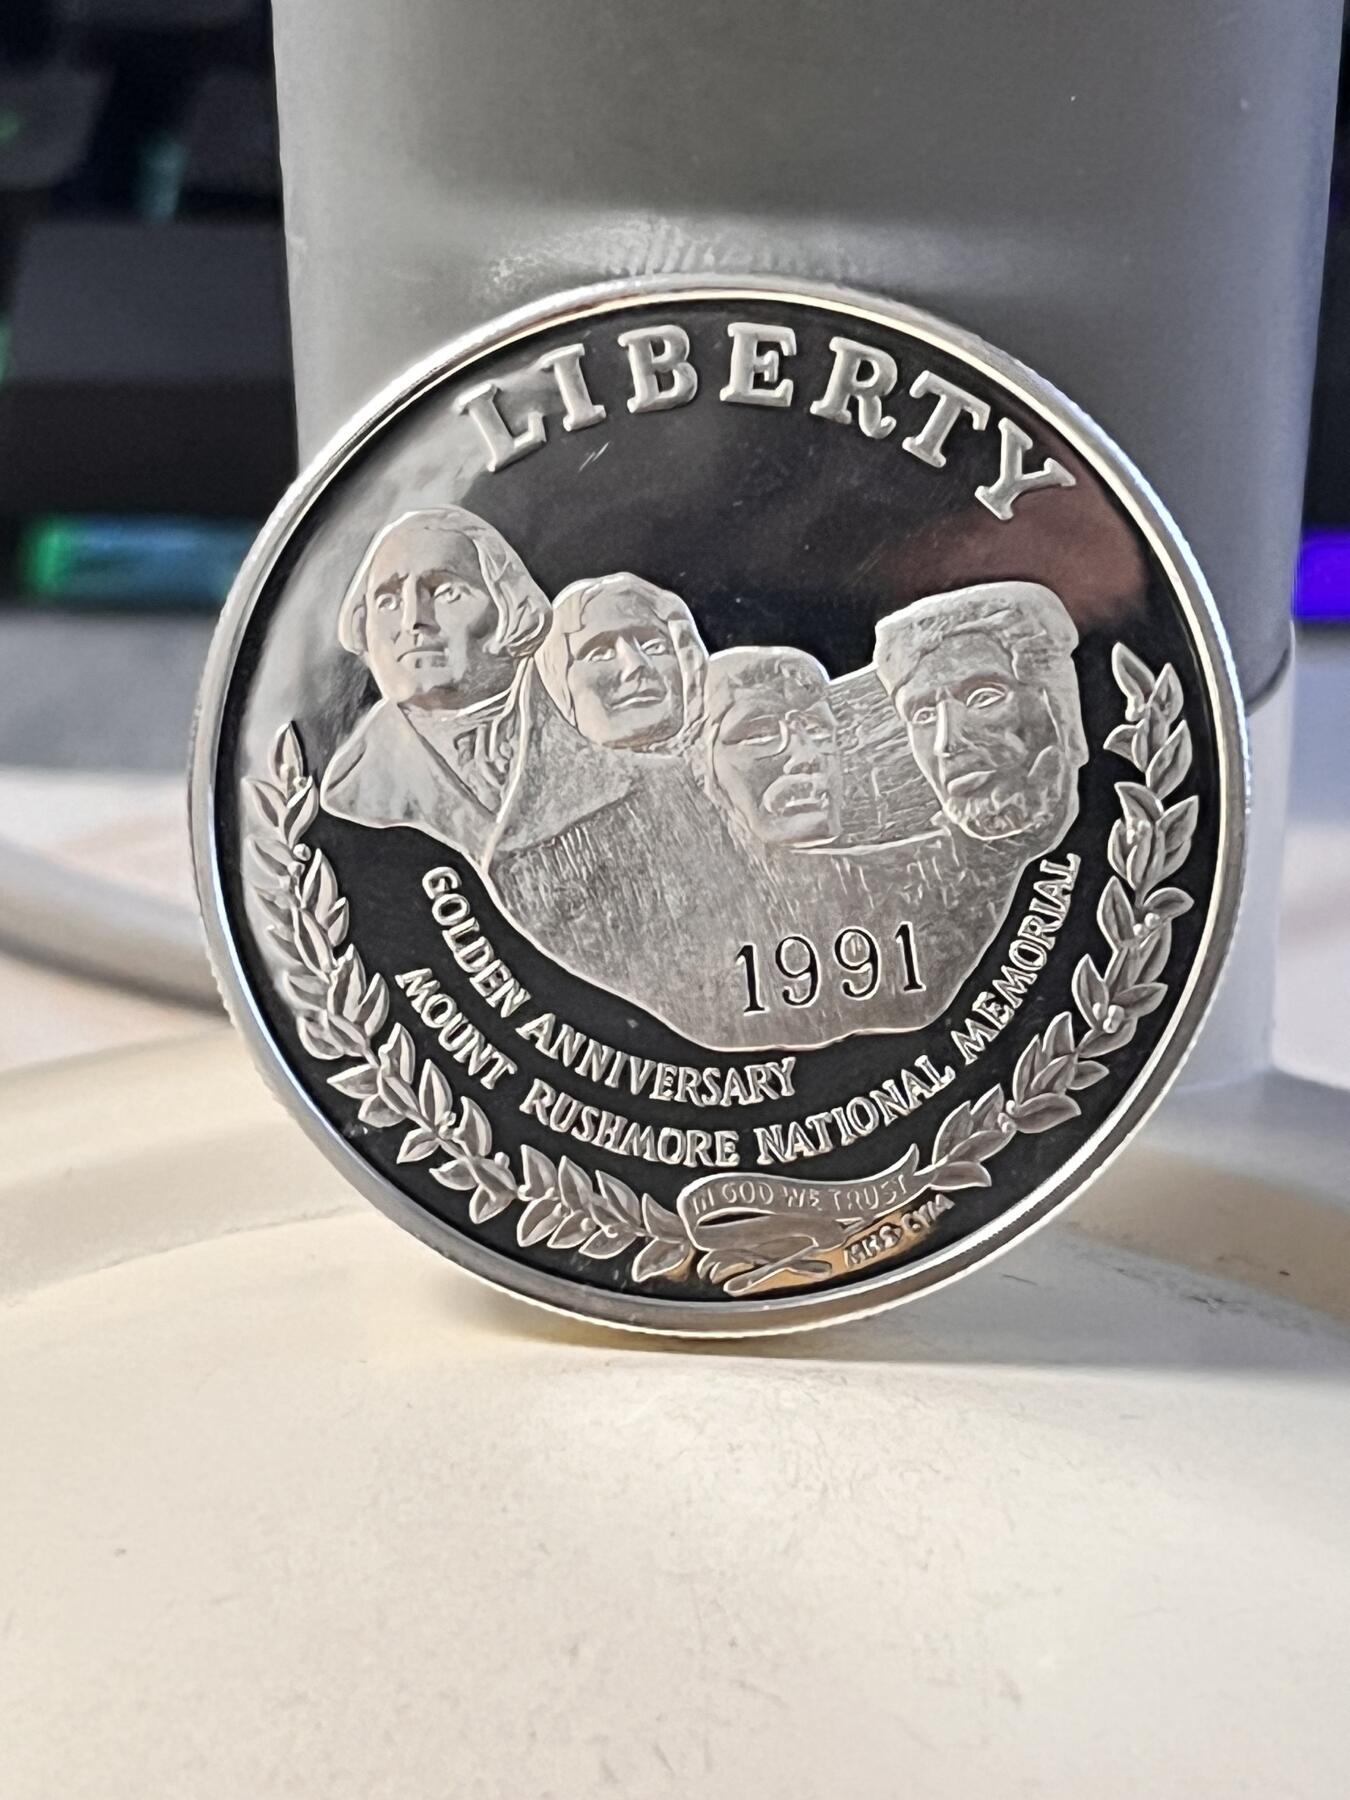 LIBERTY
1991
GOLDEN ANNIVERSARY
MOUNT RUSHMORE NATIONAL MEMORIAL
IN GOD WE TRUST